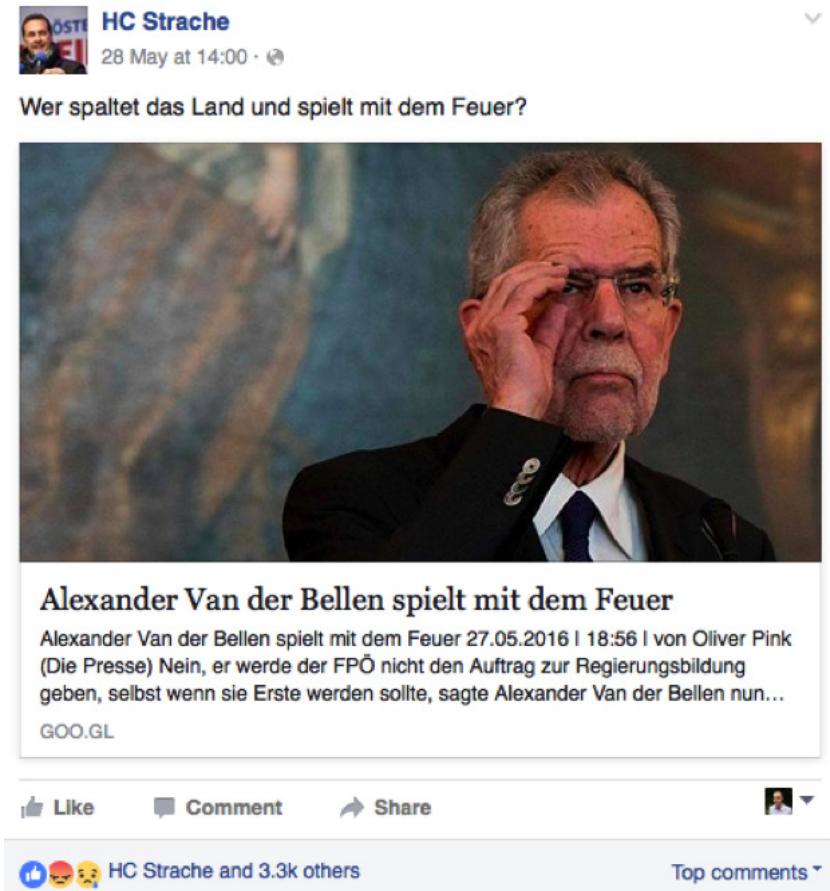 HC Strache
28 May at 14:00 ·
Wer spaltet das Land und spielt mit dem Feuer?
Alexander Van der Bellen spielt mit dem Feuer
Alexander Van der Bellen spielt mit dem Feuer 27.05.2016 I 18:56 I von Oliver Pink
(Die Presse) Nein, er werde der FPÖ nicht den Auftrag zur Regierungsbildung
geben, selbst wenn sie Erste werden sollte, sagte Alexander Van der Bellen nun...
GOO.GL
Like Comment Share
HC Strache and 3.3k others Top comments